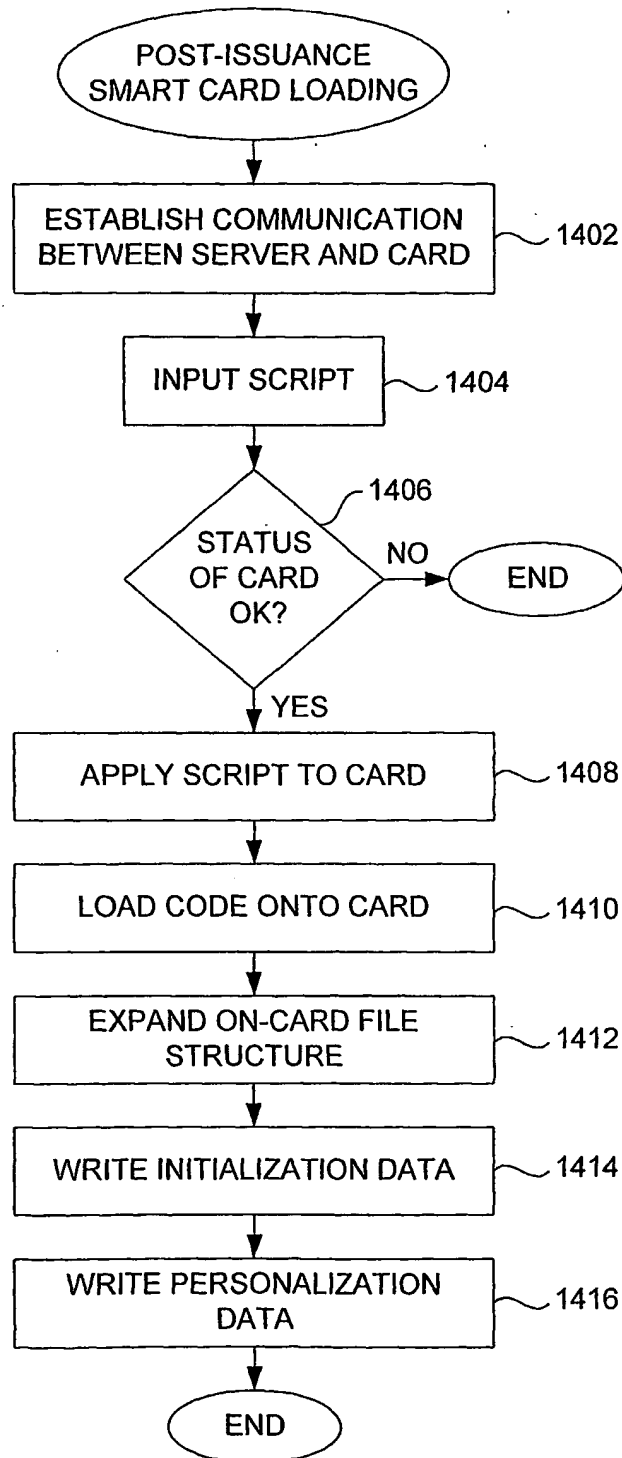 POST-ISSUANCE
SMART CARD LOADING
ESTABLISH COMMUNICATION
BETWEEN SERVER AND CARD
1402
INPUT SCRIPT
1404
1406
STATUS
OF CARD
OK?
NO
END
YES
APPLY SCRIPT TO CARD
1408
LOAD CODE ONTO CARD
1410
EXPAND ON-CARD FILE
STRUCTURE
1412
WRITE INITIALIZATION DATA
1414
WRITE PERSONALIZATION
DATA
1416
END